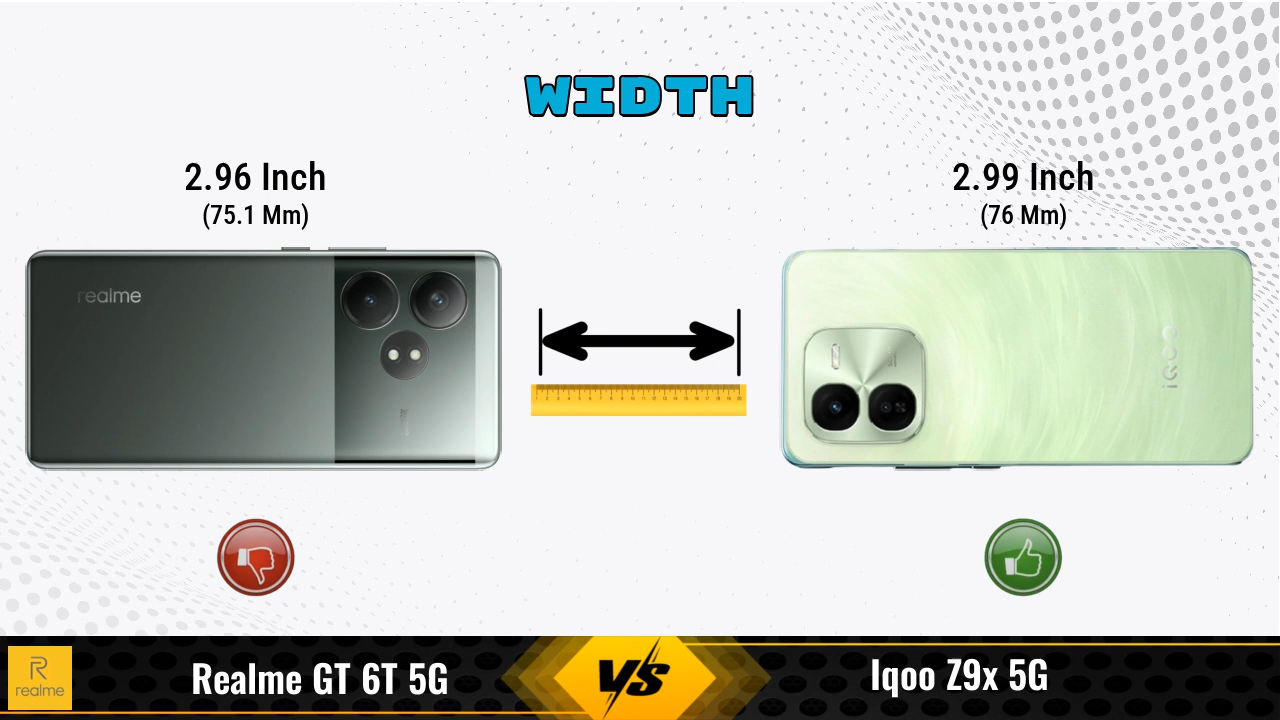 WIDTH
2.96 Inch
(75.1 Mm)
2.99 Inch
(76 Mm)
realme
iQOO
Realme GT 6T 5G
VS
Iqoo Z9x 5G
realme